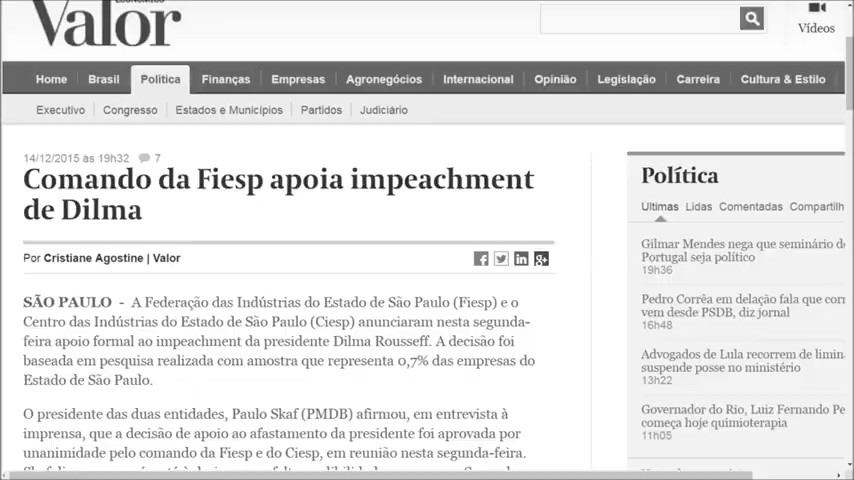 Valor
Vídeos
Home Brasil Política Finanças Empresas Agronegócios Internacional Opinião Legislação Carreira Cultura & Estilo
Executivo Congresso Estados e Municípios Partidos Judiciário
14/12/2015 às 19h32 7
Comando da Fiesp apoia impeachment
de Dilma
Por Cristiane Agostine | Valor
SÃO PAULO - A Federação das Indústrias do Estado de São Paulo (Fiesp) e o
Centro das Indústrias do Estado de São Paulo (Ciesp) anunciaram nesta segunda-
feira apoio formal ao impeachment da presidente Dilma Rousseff. A decisão foi
baseada em pesquisa realizada com amostra que representa 0,7% das empresas do
Estado de São Paulo.
O presidente das duas entidades, Paulo Skaf (PMDB) afirmou, em entrevista à
imprensa, que a decisão de apoio ao afastamento da presidente foi aprovada por
unanimidade pelo comando da Fiesp e do Ciesp, em reunião nesta segunda-feira.
Política
Ultimas Lidas Comentadas Compartilh
Gilmar Mendes nega que seminário de
Portugal seja político
19h36
Pedro Corrêa em delação fala que corr
vem desde PSDB, diz jornal
16h48
Advogados de Lula recorrem de limina
suspende posse no ministério
13h22
Governador do Rio, Luiz Fernando Pe
começa hoje quimioterapia
11h05